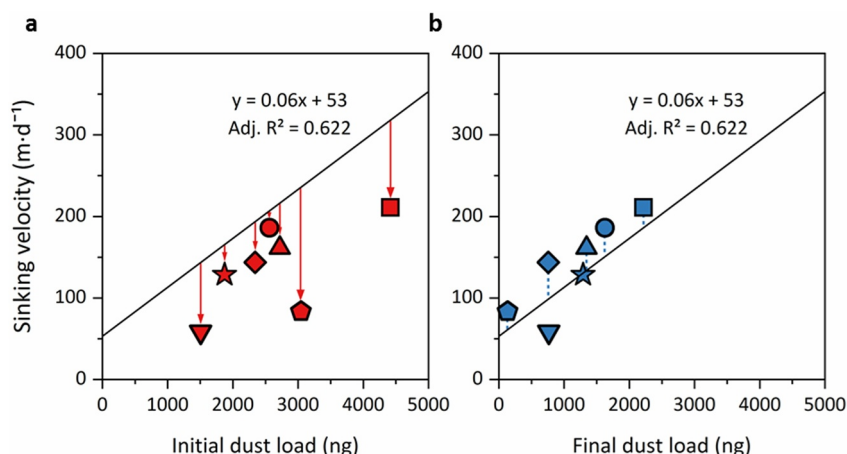 a
b
400
300
200
100
0
Sinking velocity (m·d⁻¹)
y = 0.06x + 53
Adj. R² = 0.622
0 1000 2000 3000 4000 5000
Initial dust load (ng)
400
300
200
100
0
y = 0.06x + 53
Adj. R² = 0.622
0 1000 2000 3000 4000 5000
Final dust load (ng)